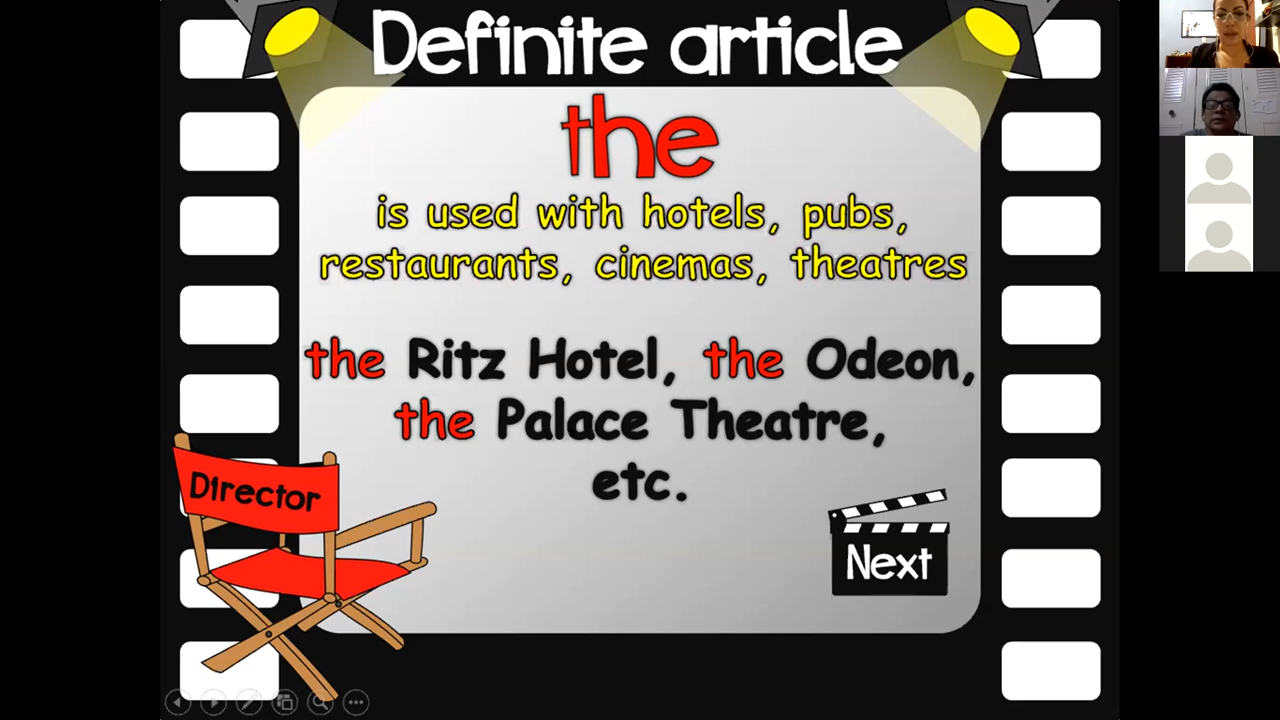 Definite article
the
is used with hotels, pubs,
restaurants, cinemas, theatres
the Ritz Hotel, the Odeon,
the Palace Theatre,
etc.
Director
Next